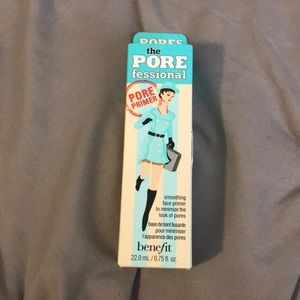 PORES
the
PORE
fessional
PORE
PRIMER
smoothing
face primer
to minimize the
look of pores
base de teint lissante
pour minimiser
l'apparence des pores
benefit
22.0 mL / 0.75 fl. oz.